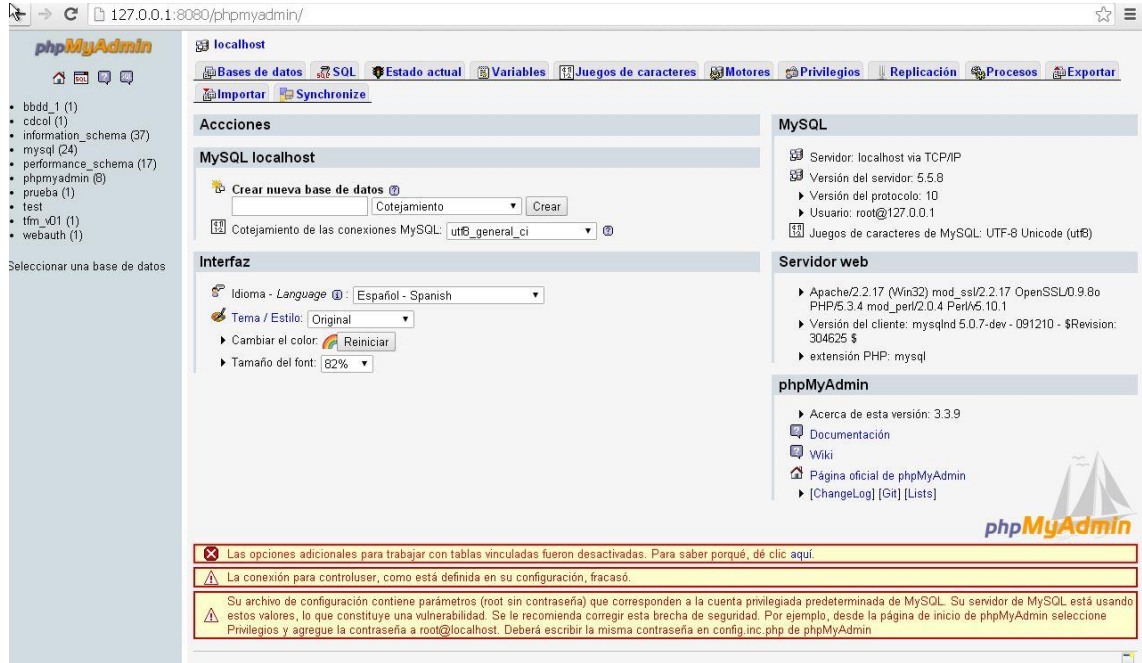 127.0.0.1:8080/phpmyadmin/
phpMyAdmin
SQL
bbdd_1 (1)
cdcol (1)
information_schema (37)
mysql (24)
performance_schema (17)
phpmyadmin (8)
prueba (1)
test
tfm_v01 (1)
webauth (1)
Seleccionar una base de datos
localhost
Bases de datos SQL Estado actual Variables Juegos de caracteres Motores Privilegios Replicación Procesos Exportar
Importar Synchronize
Accciones
MySQL localhost
Crear nueva base de datos
Cotejamiento Crear
Cotejamiento de las conexiones MySQL: utf8_general_ci
Interfaz
Idioma - Language : Español - Spanish
Tema / Estilo: Original
Cambiar el color: Reiniciar
Tamaño del font: 82%
MySQL
Servidor: localhost via TCP/IP
Versión del servidor: 5.5.8
Versión del protocolo: 10
Usuario: root@127.0.0.1
Juegos de caracteres de MySQL: UTF-8 Unicode (utf8)
Servidor web
Apache/2.2.17 (Win32) mod_ssl/2.2.17 OpenSSL/0.9.8o
PHP/5.3.4 mod_perl/2.0.4 Perl/v5.10.1
Versión del cliente: mysqlnd 5.0.7-dev - 091210 - $Revision:
304625 $
extensión PHP: mysql
phpMyAdmin
Acerca de esta versión: 3.3.9
Documentación
Wiki
Página oficial de phpMyAdmin
[ChangeLog] [Git] [Lists]
phpMyAdmin
Las opciones adicionales para trabajar con tablas vinculadas fueron desactivadas. Para saber porqué, dé clic aquí.
La conexión para controluser, como está definida en su configuración, fracasó.
Su archivo de configuración contiene parámetros (root sin contraseña) que corresponden a la cuenta privilegiada predeterminada de MySQL. Su servidor de MySQL está usando
estos valores, lo que constituye una vulnerabilidad. Se le recomienda corregir esta brecha de seguridad. Por ejemplo, desde la página de inicio de phpMyAdmin seleccione
Privilegios y agregue la contraseña a root@localhost. Deberá escribir la misma contraseña en config.inc.php de phpMyAdmin